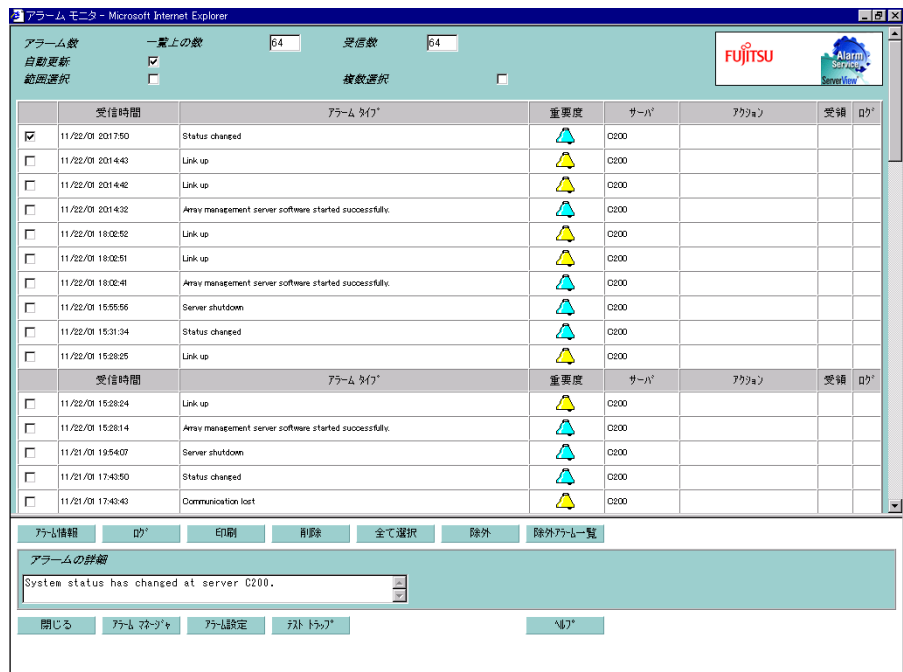 アラーム モニタ - Microsoft Internet Explorer
アラーム数 一覧上の数 64 受信数 64
自動更新
範囲選択 複数選択
FUJITSU
Alarm Service
ServerView
受信時間 ｱﾗｰﾑ ﾀｲﾌﾟ 重要度 ｻｰﾊﾞ ｱｸｼｮﾝ 受領 ﾛｸﾞ
11/22/01 20:17:50 Status changed C200
11/22/01 20:14:43 Link up C200
11/22/01 20:14:42 Link up C200
11/22/01 20:14:32 Array management server software started successfully. C200
11/22/01 18:02:52 Link up C200
11/22/01 18:02:51 Link up C200
11/22/01 18:02:41 Array management server software started successfully. C200
11/22/01 15:55:56 Server shutdown C200
11/22/01 15:31:34 Status changed C200
11/22/01 15:28:25 Link up C200
受信時間 ｱﾗｰﾑ ﾀｲﾌﾟ 重要度 ｻｰﾊﾞ ｱｸｼｮﾝ 受領 ﾛｸﾞ
11/22/01 15:28:24 Link up C200
11/22/01 15:28:14 Array management server software started successfully. C200
11/21/01 19:54:07 Server shutdown C200
11/21/01 17:43:50 Status changed C200
11/21/01 17:43:43 Communication lost C200
ｱﾗｰﾑ情報 ﾛｸﾞ 印刷 削除 全て選択 除外 除外ｱﾗｰﾑ一覧
アラームの詳細
System status has changed at server C200.
閉じる ｱﾗｰﾑ ﾏﾈｰｼﾞｬ ｱﾗｰﾑ設定 ﾃｽﾄ ﾄﾗｯﾌﾟ ﾍﾙﾌﾟ